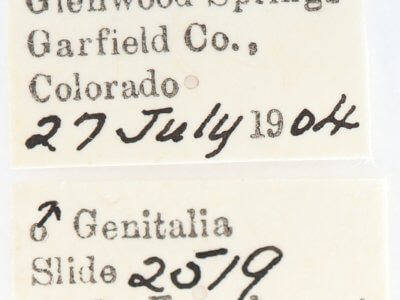 Glenwood Springs
Garfield Co.,
Colorado
27 July 1904
♂ Genitalia
Slide 2519